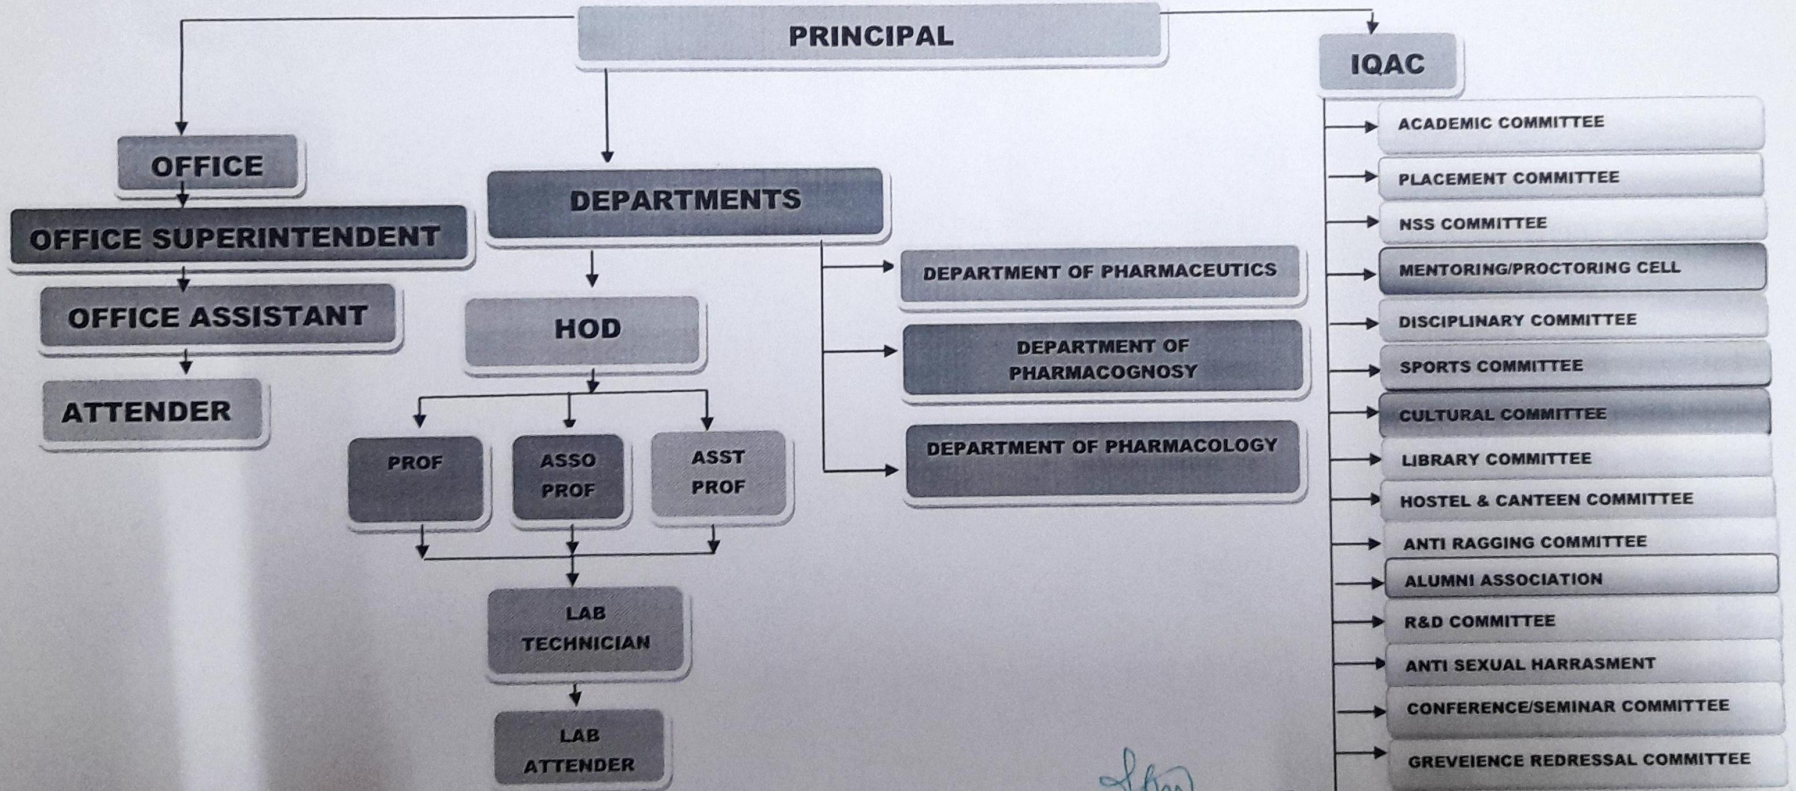 PRINCIPAL
IQAC
OFFICE
OFFICE SUPERINTENDENT
OFFICE ASSISTANT
ATTENDER
DEPARTMENTS
HOD
PROF
ASSO
PROF
ASST
PROF
LAB
TECHNICIAN
LAB
ATTENDER
DEPARTMENT OF PHARMACEUTICS
DEPARTMENT OF
PHARMACOGNOSY
DEPARTMENT OF PHARMACOLOGY
ACADEMIC COMMITTEE
PLACEMENT COMMITTEE
NSS COMMITTEE
MENTORING/PROCTORING CELL
DISCIPLINARY COMMITTEE
SPORTS COMMITTEE
CULTURAL COMMITTEE
LIBRARY COMMITTEE
HOSTEL & CANTEEN COMMITTEE
ANTI RAGGING COMMITTEE
ALUMNI ASSOCIATION
R&D COMMITTEE
ANTI SEXUAL HARRASMENT
CONFERENCE/SEMINAR COMMITTEE
GREVEIENCE REDRESSAL COMMITTEE